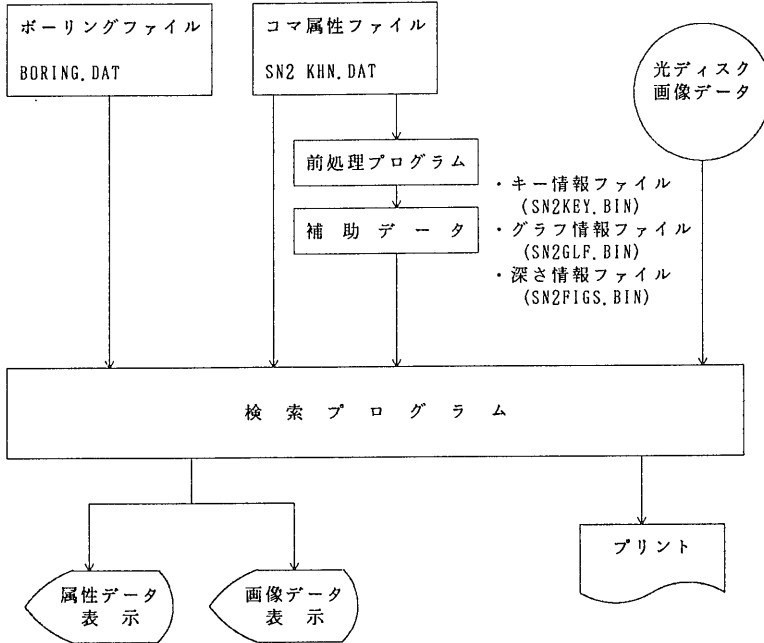 ボーリングファイル
BORING.DAT
コマ属性ファイル
SN2 KHN.DAT
光ディスク
画像データ
前処理プログラム
補助データ
・キー情報ファイル
(SN2KEY.BIN)
・グラフ情報ファイル
(SN2GLF.BIN)
・深さ情報ファイル
(SN2FIGS.BIN)
検索プログラム
属性データ
表示
画像データ
表示
プリント